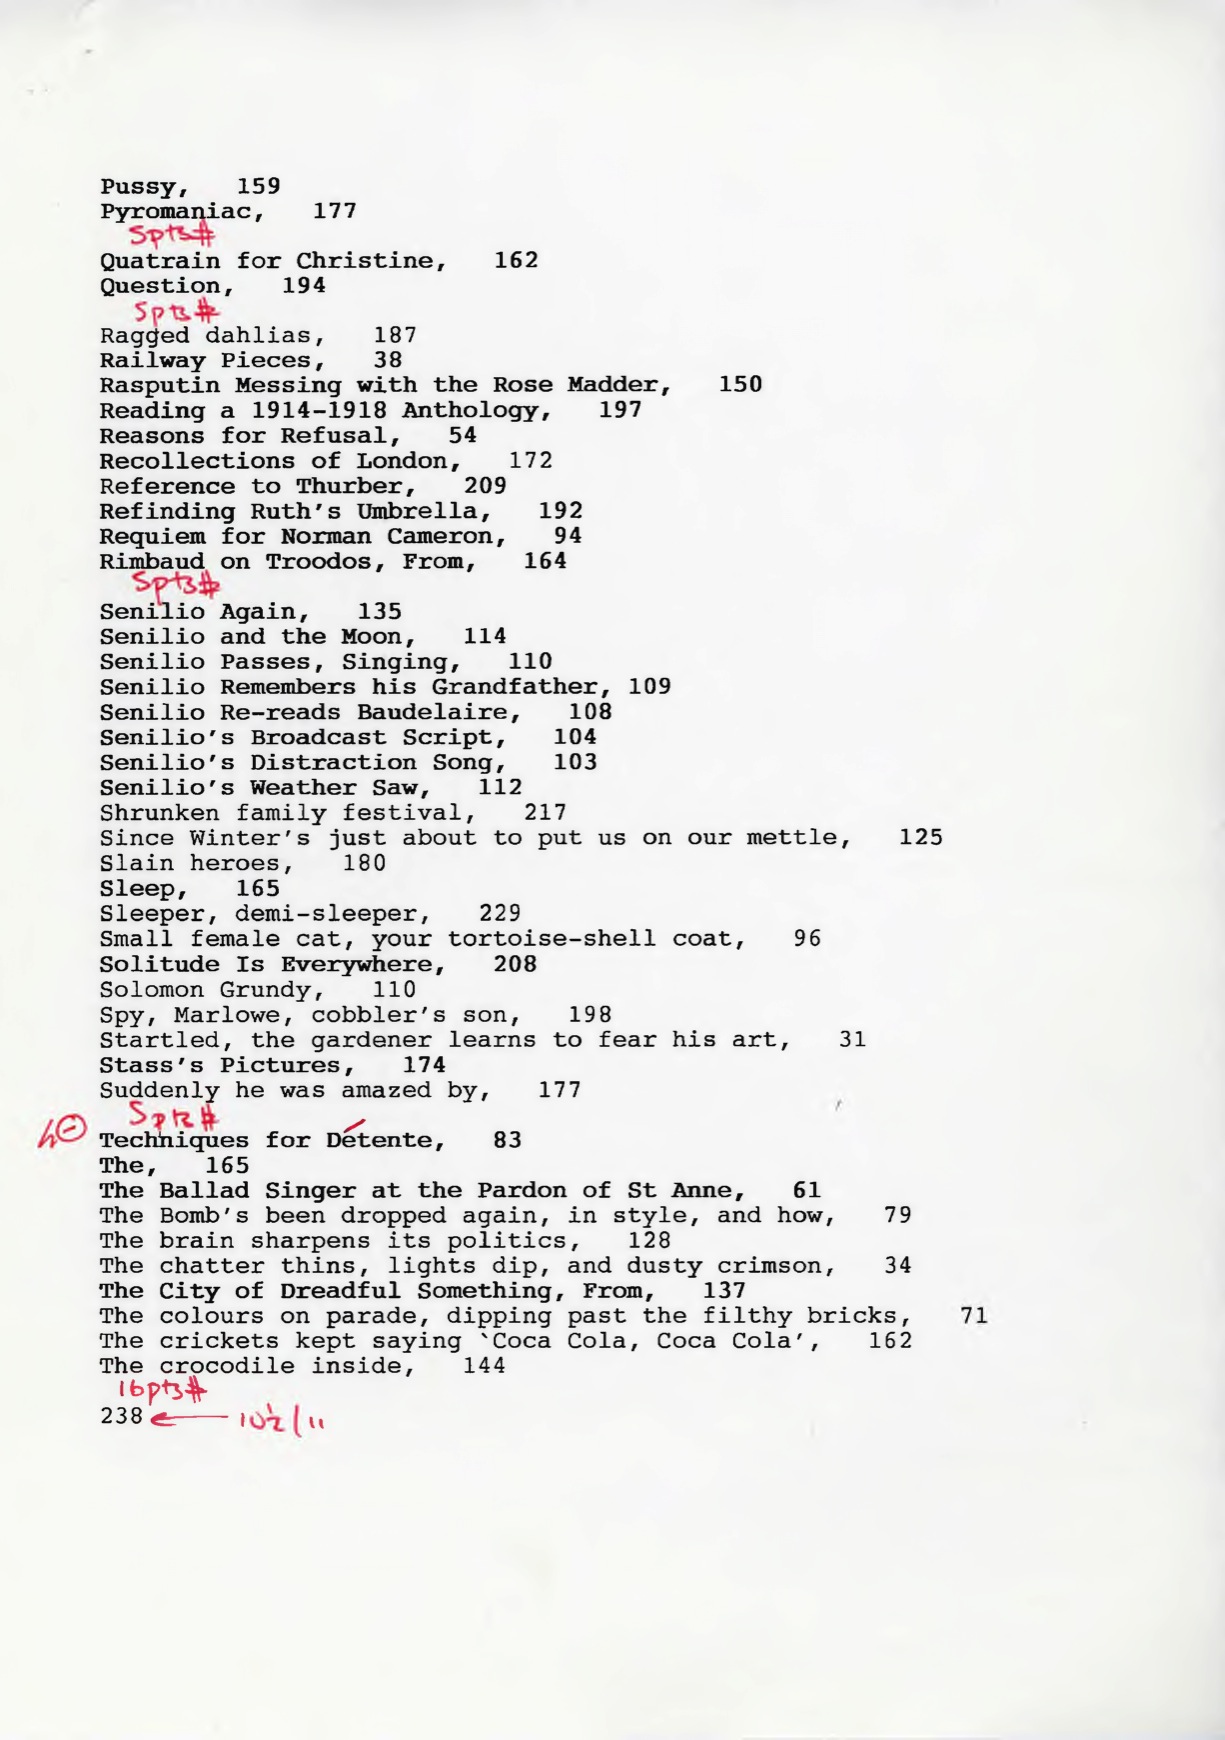 Pussy, 159
Pyromaniac, 177
5pts#
Quatrain for Christine, 162
Question, 194
5pts#
Ragged dahlias, 187
Railway Pieces, 38
Rasputin Messing with the Rose Madder, 150
Reading a 1914-1918 Anthology, 197
Reasons for Refusal, 54
Recollections of London, 172
Reference to Thurber, 209
Refinding Ruth's Umbrella, 192
Requiem for Norman Cameron, 94
Rimbaud on Troodos, From, 164
5pts#
Senilio Again, 135
Senilio and the Moon, 114
Senilio Passes, Singing, 110
Senilio Remembers his Grandfather, 109
Senilio Re-reads Baudelaire, 108
Senilio's Broadcast Script, 104
Senilio's Distraction Song, 103
Senilio's Weather Saw, 112
Shrunken family festival, 217
Since Winter's just about to put us on our mettle, 125
Slain heroes, 180
Sleep, 165
Sleeper, demi-sleeper, 229
Small female cat, your tortoise-shell coat, 96
Solitude Is Everywhere, 208
Solomon Grundy, 110
Spy, Marlowe, cobbler's son, 198
Startled, the gardener learns to fear his art, 31
Stass's Pictures, 174
Suddenly he was amazed by, 177
5pts#
Techniques for Détente, 83
The, 165
The Ballad Singer at the Pardon of St Anne, 61
The Bomb's been dropped again, in style, and how, 79
The brain sharpens its politics, 128
The chatter thins, lights dip, and dusty crimson, 34
The City of Dreadful Something, From, 137
The colours on parade, dipping past the filthy bricks, 71
The crickets kept saying `Coca Cola, Coca Cola', 162
The crocodile inside, 144
16pts#
238 10½/11